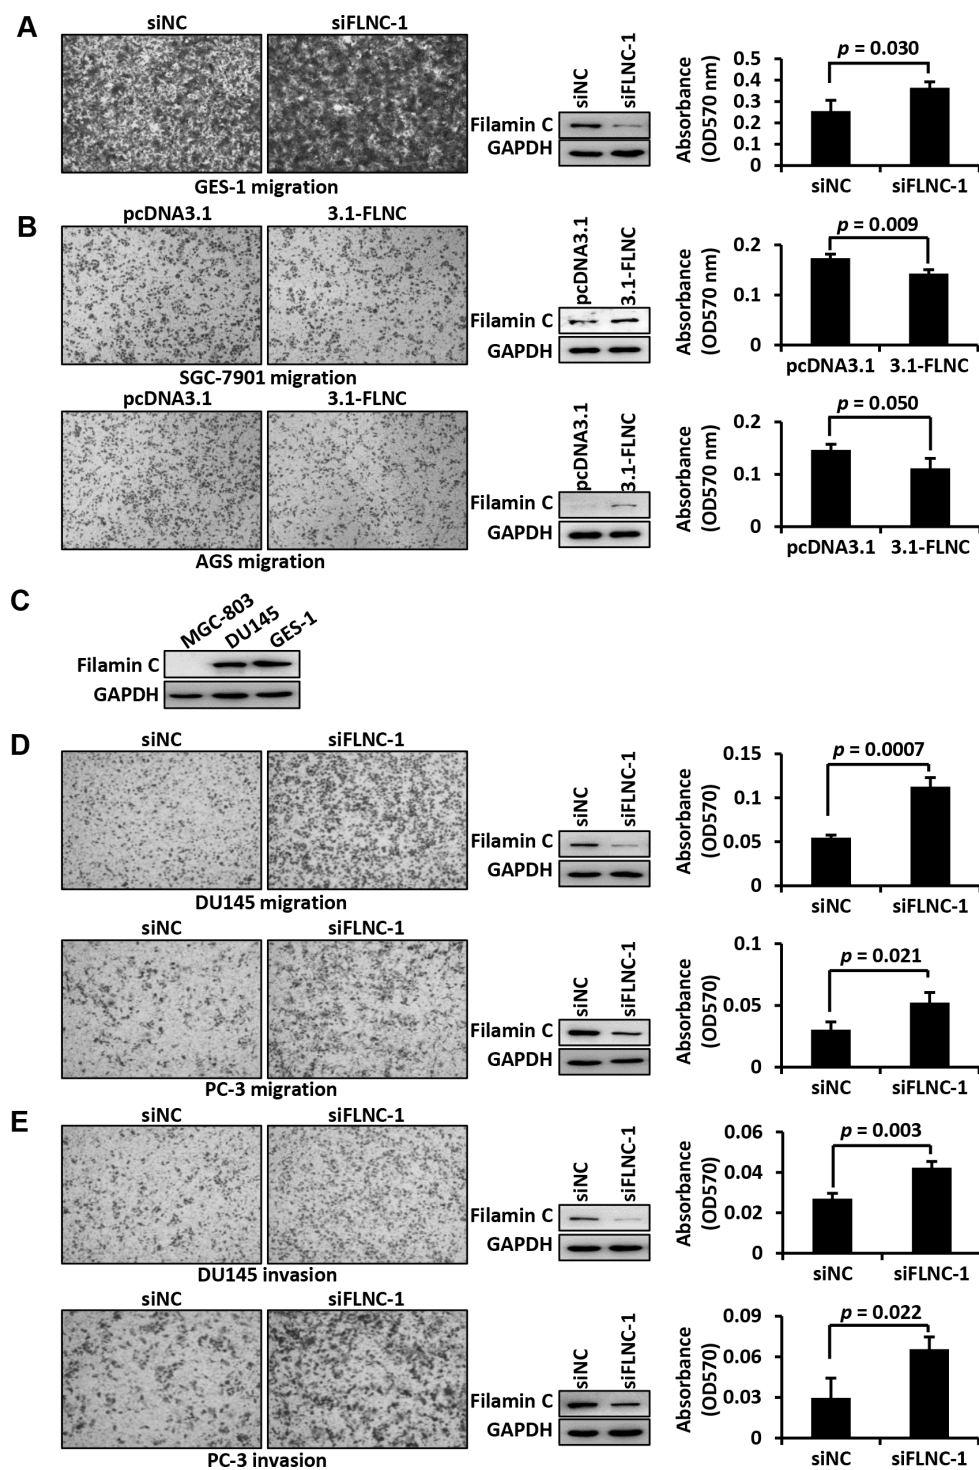 A
siNC siFLNC-1
GES-1 migration
siNC siFLNC-1
Filamin C
GAPDH
p = 0.030
Absorbance
(OD570 nm)
0.5
0.4
0.3
0.2
0.1
0
siNC siFLNC-1
B
pcDNA3.1 3.1-FLNC
SGC-7901 migration
pcDNA3.1 3.1-FLNC
Filamin C
GAPDH
p = 0.009
Absorbance
(OD570 nm)
0.2
0.1
0
pcDNA3.1 3.1-FLNC
pcDNA3.1 3.1-FLNC
AGS migration
pcDNA3.1 3.1-FLNC
Filamin C
GAPDH
p = 0.050
Absorbance
(OD570 nm)
0.2
0.1
0
pcDNA3.1 3.1-FLNC
C
MGC-803 DU145 GES-1
Filamin C
GAPDH
D
siNC siFLNC-1
DU145 migration
siNC siFLNC-1
Filamin C
GAPDH
p = 0.0007
Absorbance
(OD570)
0.15
0.1
0.05
0
siNC siFLNC-1
siNC siFLNC-1
PC-3 migration
siNC siFLNC-1
Filamin C
GAPDH
p = 0.021
Absorbance
(OD570)
0.1
0.05
0
siNC siFLNC-1
E
siNC siFLNC-1
DU145 invasion
siNC siFLNC-1
Filamin C
GAPDH
p = 0.003
Absorbance
(OD570)
0.06
0.04
0.02
0
siNC siFLNC-1
siNC siFLNC-1
PC-3 invasion
siNC siFLNC-1
Filamin C
GAPDH
p = 0.022
Absorbance
(OD570)
0.09
0.06
0.03
0
siNC siFLNC-1